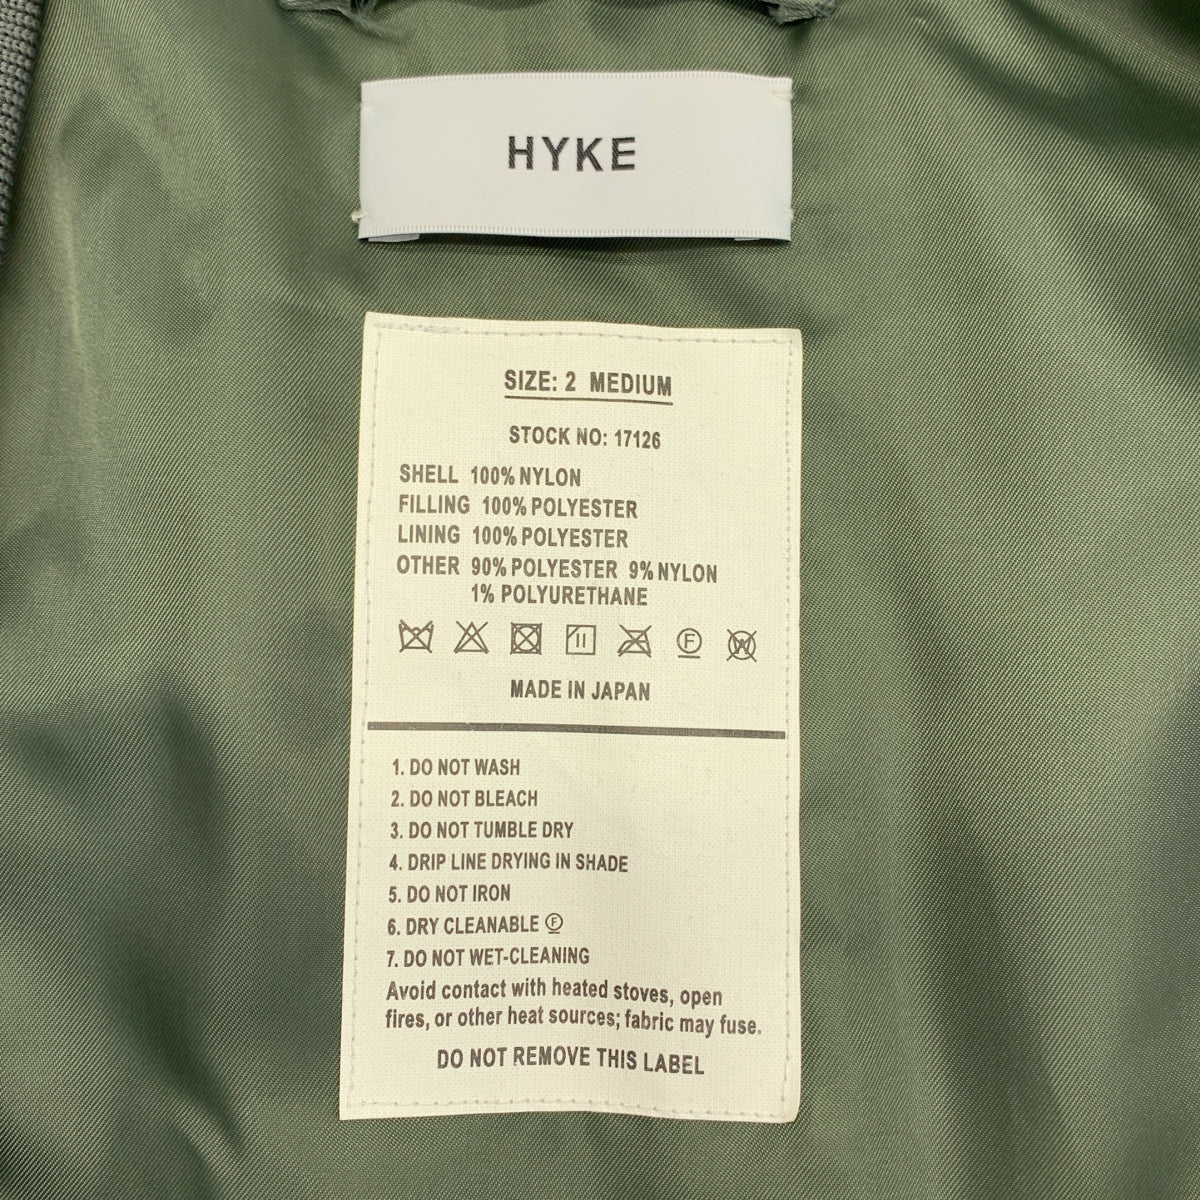 HYKE
SIZE: 2 MEDIUM
STOCK NO: 17126
SHELL 100% NYLON
FILLING 100% POLYESTER
LINING 100% POLYESTER
OTHER 90% POLYESTER 9% NYLON
1% POLYURETHANE
F W
MADE IN JAPAN
1. DO NOT WASH
2. DO NOT BLEACH
3. DO NOT TUMBLE DRY
4. DRIP LINE DRYING IN SHADE
5. DO NOT IRON
6. DRY CLEANABLE Ⓕ
7. DO NOT WET-CLEANING
Avoid contact with heated stoves, open
fires, or other heat sources; fabric may fuse.
DO NOT REMOVE THIS LABEL